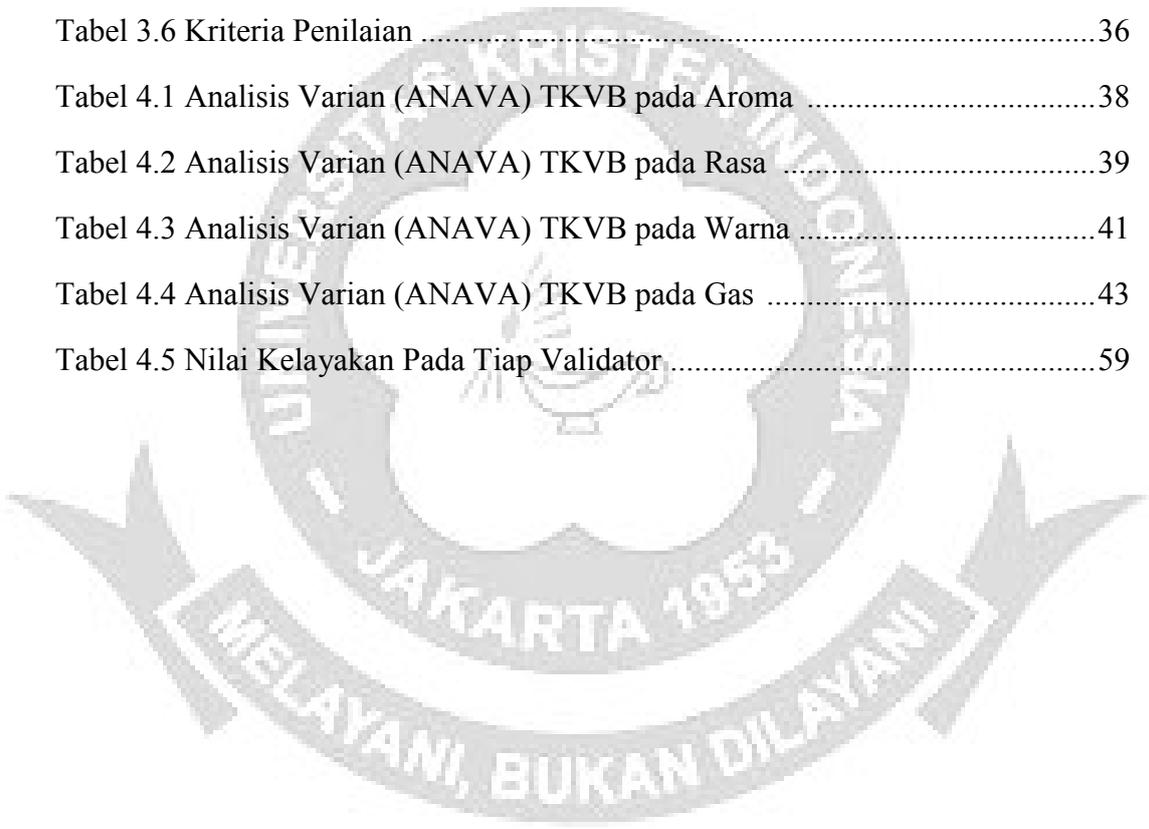 Tabel 3.6 Kriteria Penilaian ....................................................................................36
Tabel 4.1 Analisis Varian (ANAVA) TKVB pada Aroma .......................................38
Tabel 4.2 Analisis Varian (ANAVA) TKVB pada Rasa ..........................................39
Tabel 4.3 Analisis Varian (ANAVA) TKVB pada Warna ........................................41
Tabel 4.4 Analisis Varian (ANAVA) TKVB pada Gas ............................................43
Tabel 4.5 Nilai Kelayakan Pada Tiap Validator .....................................................59
UNIVERSITAS KRISTEN INDONESIA
JAKARTA 1953
MELAYANI, BUKAN DILAYANI